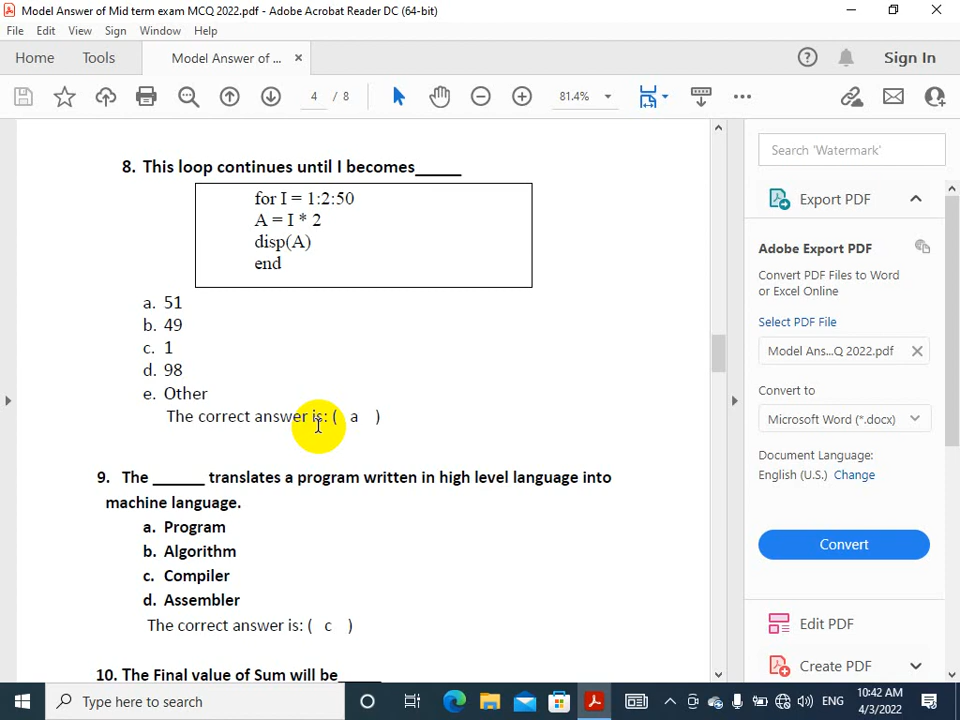 Model Answer of Mid term exam MCQ 2022.pdf - Adobe Acrobat Reader DC (64-bit)
File Edit View Sign Window Help
Home Tools Model Answer of ... × Sign In
4 / 8 81.4%
8. This loop continues until I becomes_____
for I = 1:2:50
A = I * 2
disp(A)
end
a. 51
b. 49
c. 1
d. 98
e. Other
The correct answer is: ( a )
9. The ______ translates a program written in high level language into
machine language.
a. Program
b. Algorithm
c. Compiler
d. Assembler
The correct answer is: ( c )
10. The Final value of Sum will be_____
Search 'Watermark'
Export PDF
Adobe Export PDF
Convert PDF Files to Word
or Excel Online
Select PDF File
Model Ans...Q 2022.pdf
Convert to
Microsoft Word (*.docx)
Document Language:
English (U.S.) Change
Convert
Edit PDF
Create PDF
Type here to search
ENG
10:42 AM
4/3/2022